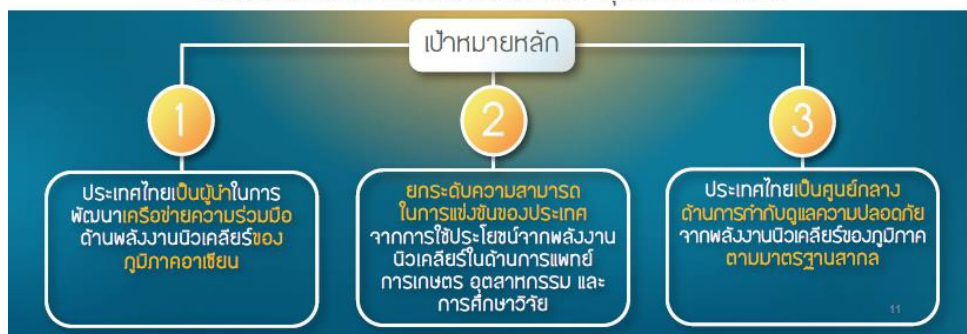 เป้าหมายหลัก
1
ประเทศไทยเป็นผู้นำในการ
พัฒนาเครือข่ายความร่วมมือ
ด้านพลังงานนิวเคลียร์ของ
ภูมิภาคอาเซียน
2
ยกระดับความสามารถ
ในการแข่งขันของประเทศ
จากการใช้ประโยชน์จากพลังงาน
นิวเคลียร์ในด้านการแพทย์
การเกษตร อุตสาหกรรม และ
การศึกษาวิจัย
3
ประเทศไทยเป็นศูนย์กลาง
ด้านการกำกับดูแลความปลอดภัย
จากพลังงานนิวเคลียร์ของภูมิภาค
ตามมาตรฐานสากล
11